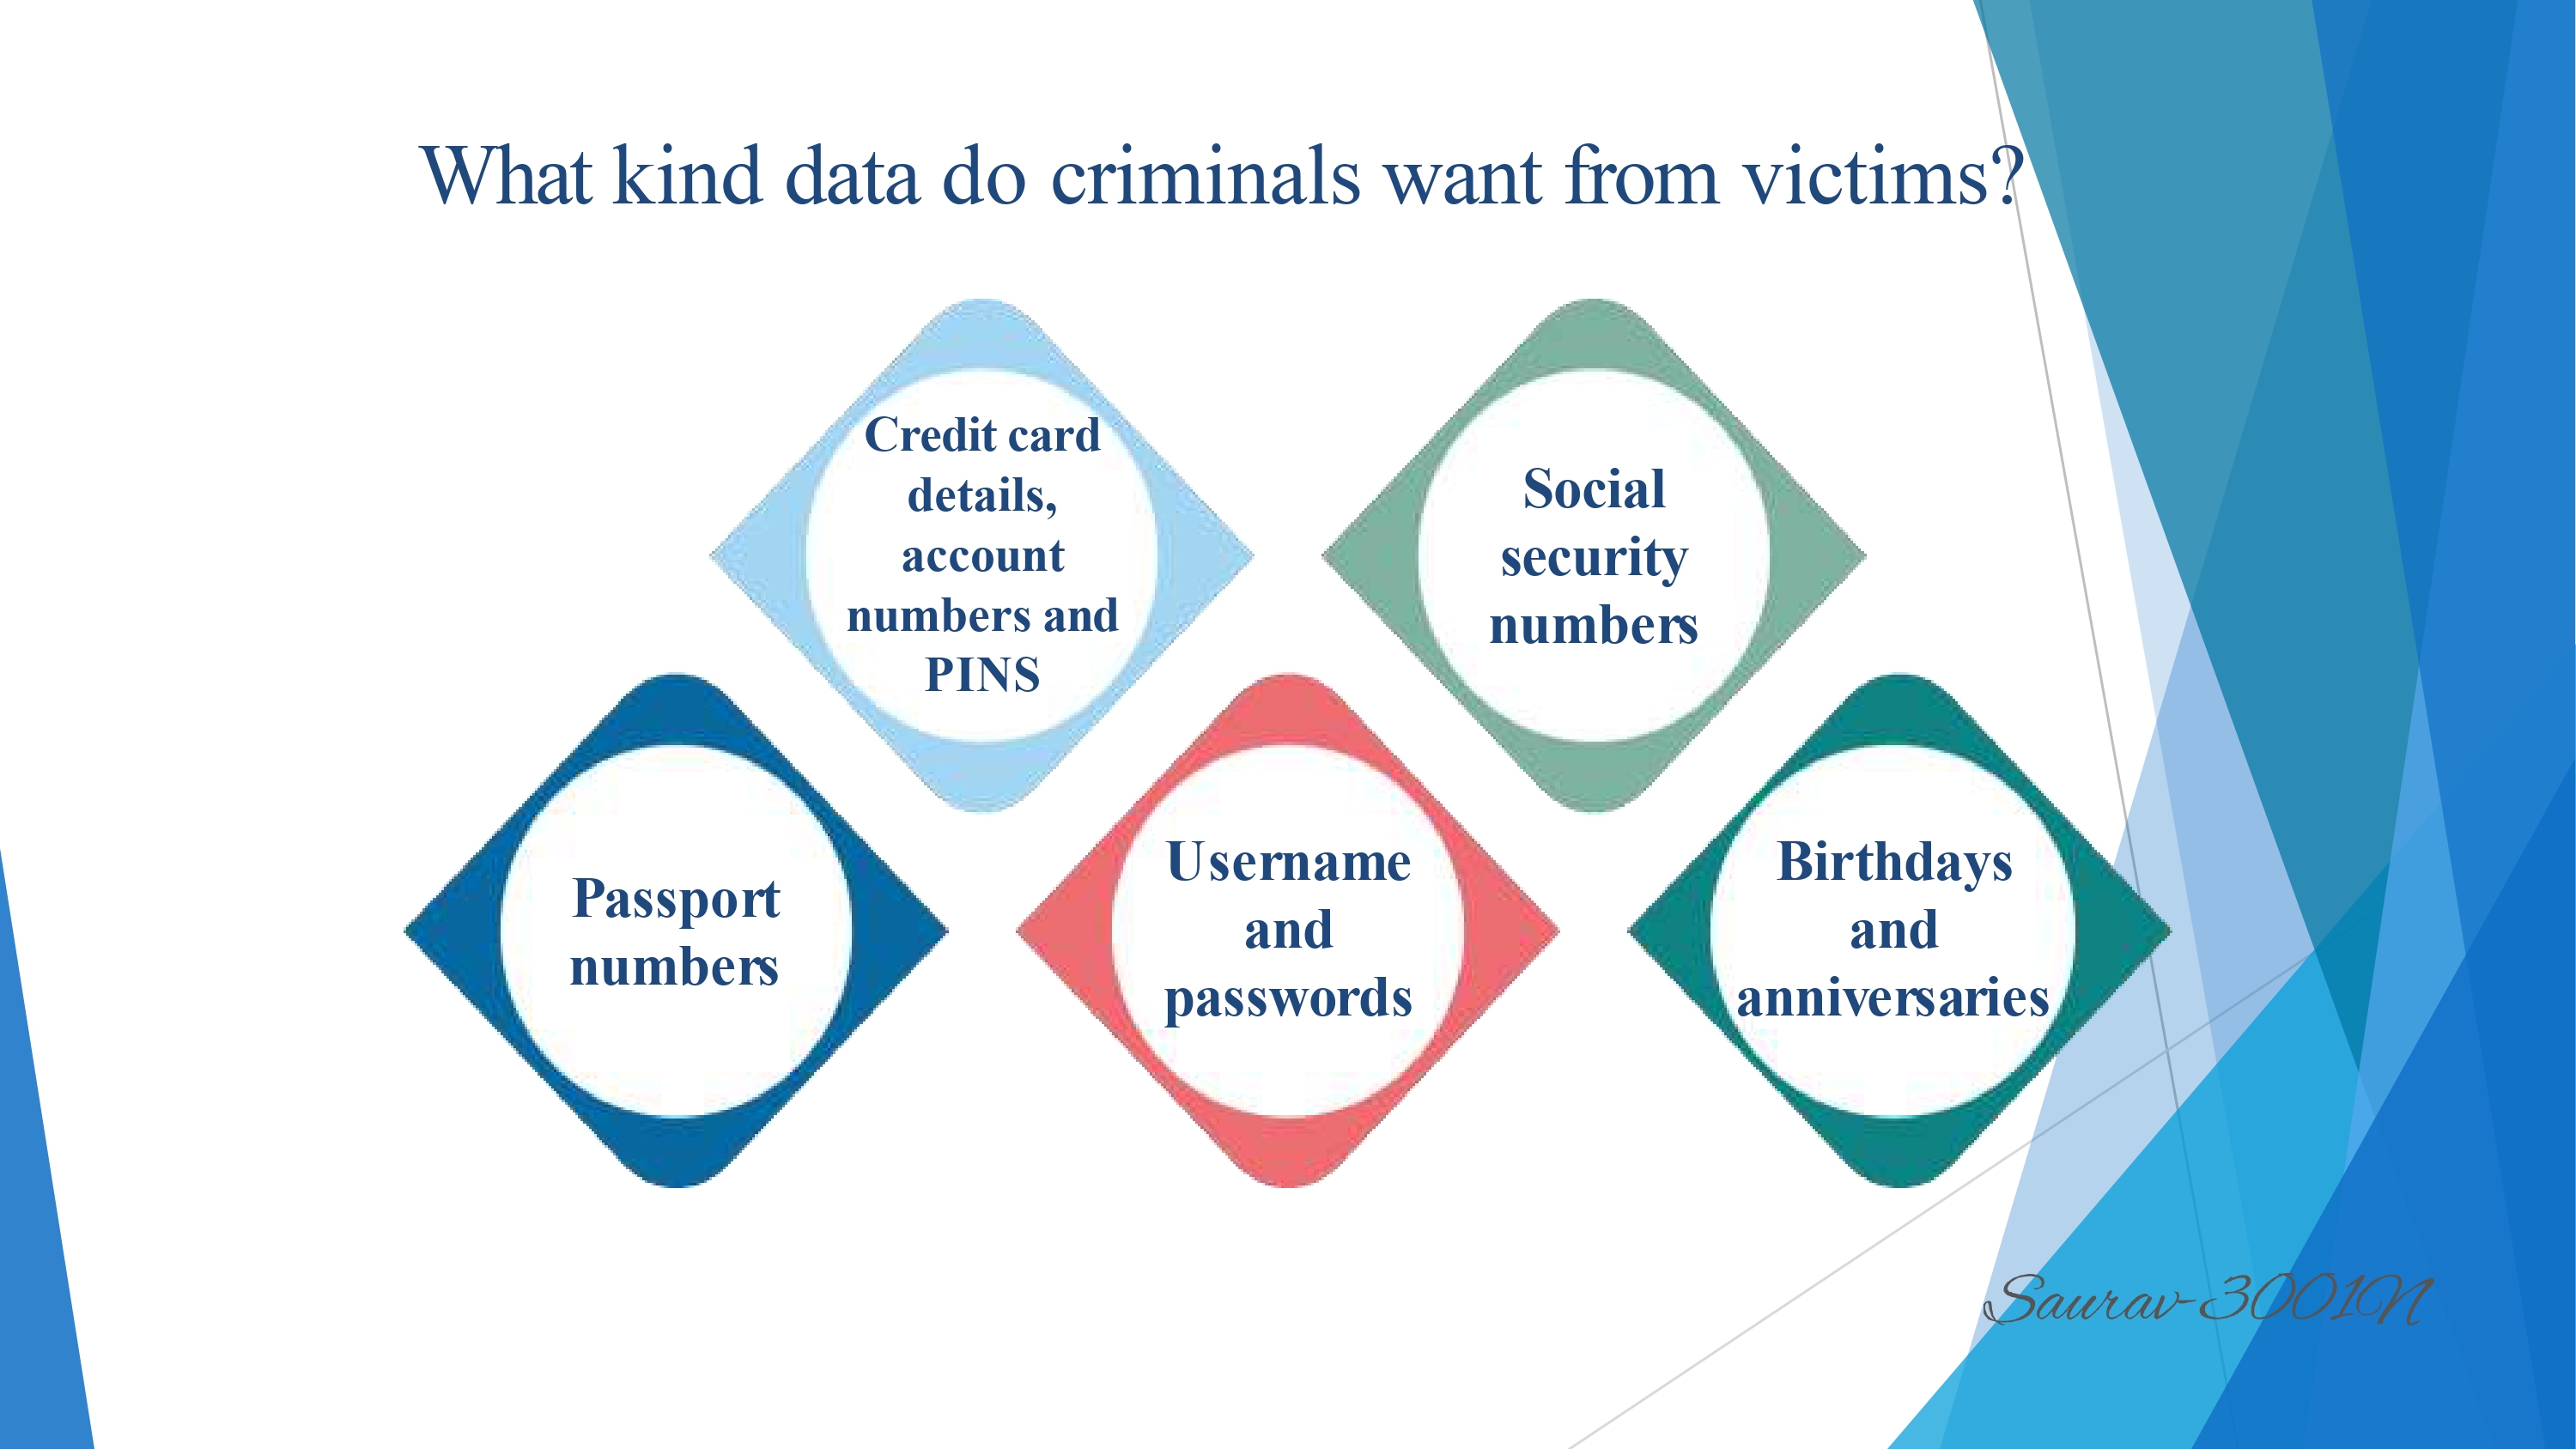 What kind data do criminals want from victims?
Credit card
details,
account
numbers and
PINS
Social
security
numbers
Passport
numbers
Username
and
passwords
Birthdays
and
anniversaries
Saurav-3001N